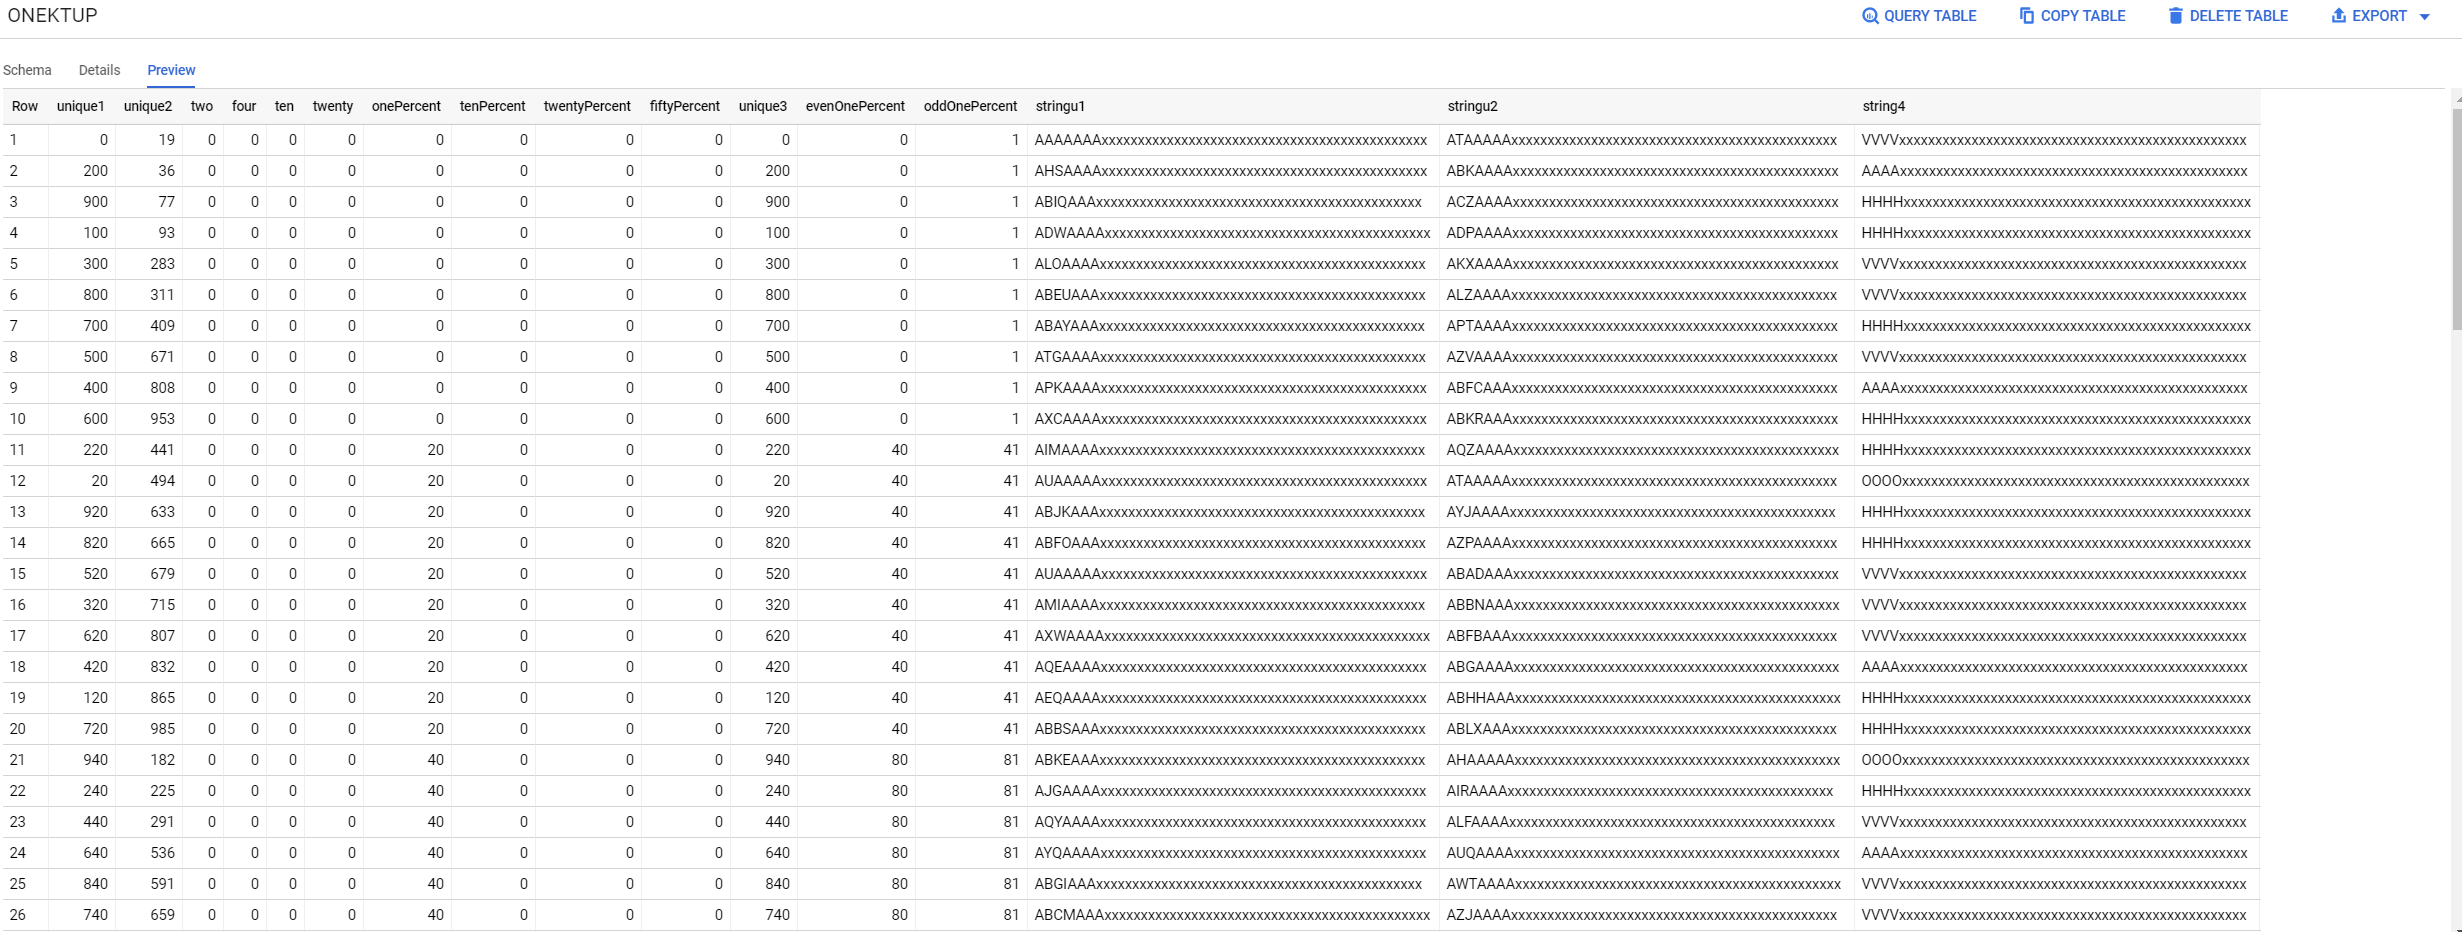 ONEKTUP
QUERY TABLE COPY TABLE DELETE TABLE EXPORT
Schema Details Preview
Row unique1 unique2 two four ten twenty onePercent tenPercent twentyPercent fiftyPercent unique3 evenOnePercent oddOnePercent stringu1 stringu2 string4
1 0 19 0 0 0 0 0 0 0 0 0 0 1 AAAAAAAxxxxxxxxxxxxxxxxxxxxxxxxxxxxxxxxxxxxxxxxxxxxx ATAAAAAxxxxxxxxxxxxxxxxxxxxxxxxxxxxxxxxxxxxxxxxxxxxx VVVVxxxxxxxxxxxxxxxxxxxxxxxxxxxxxxxxxxxxxxxxxxxxxxxx
2 200 36 0 0 0 0 0 0 0 0 200 0 1 AHSAAAAxxxxxxxxxxxxxxxxxxxxxxxxxxxxxxxxxxxxxxxxxxxxx ABKAAAAxxxxxxxxxxxxxxxxxxxxxxxxxxxxxxxxxxxxxxxxxxxxx AAAAxxxxxxxxxxxxxxxxxxxxxxxxxxxxxxxxxxxxxxxxxxxxxxxx
3 900 77 0 0 0 0 0 0 0 0 900 0 1 ABIQAAAxxxxxxxxxxxxxxxxxxxxxxxxxxxxxxxxxxxxxxxxxxxxx ACZAAAAxxxxxxxxxxxxxxxxxxxxxxxxxxxxxxxxxxxxxxxxxxxxx HHHHxxxxxxxxxxxxxxxxxxxxxxxxxxxxxxxxxxxxxxxxxxxxxxxx
4 100 93 0 0 0 0 0 0 0 0 100 0 1 ADWAAAAxxxxxxxxxxxxxxxxxxxxxxxxxxxxxxxxxxxxxxxxxxxxx ADPAAAAxxxxxxxxxxxxxxxxxxxxxxxxxxxxxxxxxxxxxxxxxxxxx HHHHxxxxxxxxxxxxxxxxxxxxxxxxxxxxxxxxxxxxxxxxxxxxxxxx
5 300 283 0 0 0 0 0 0 0 0 300 0 1 ALOAAAAxxxxxxxxxxxxxxxxxxxxxxxxxxxxxxxxxxxxxxxxxxxxx AKXAAAAxxxxxxxxxxxxxxxxxxxxxxxxxxxxxxxxxxxxxxxxxxxxx VVVVxxxxxxxxxxxxxxxxxxxxxxxxxxxxxxxxxxxxxxxxxxxxxxxx
6 800 311 0 0 0 0 0 0 0 0 800 0 1 ABEUAAAxxxxxxxxxxxxxxxxxxxxxxxxxxxxxxxxxxxxxxxxxxxxx ALZAAAAxxxxxxxxxxxxxxxxxxxxxxxxxxxxxxxxxxxxxxxxxxxxx VVVVxxxxxxxxxxxxxxxxxxxxxxxxxxxxxxxxxxxxxxxxxxxxxxxx
7 700 409 0 0 0 0 0 0 0 0 700 0 1 ABAYAAAxxxxxxxxxxxxxxxxxxxxxxxxxxxxxxxxxxxxxxxxxxxxx APTAAAAxxxxxxxxxxxxxxxxxxxxxxxxxxxxxxxxxxxxxxxxxxxxx HHHHxxxxxxxxxxxxxxxxxxxxxxxxxxxxxxxxxxxxxxxxxxxxxxxx
8 500 671 0 0 0 0 0 0 0 0 500 0 1 ATGAAAAxxxxxxxxxxxxxxxxxxxxxxxxxxxxxxxxxxxxxxxxxxxxx AZVAAAAxxxxxxxxxxxxxxxxxxxxxxxxxxxxxxxxxxxxxxxxxxxxx VVVVxxxxxxxxxxxxxxxxxxxxxxxxxxxxxxxxxxxxxxxxxxxxxxxx
9 400 808 0 0 0 0 0 0 0 0 400 0 1 APKAAAAxxxxxxxxxxxxxxxxxxxxxxxxxxxxxxxxxxxxxxxxxxxxx ABFCAAAxxxxxxxxxxxxxxxxxxxxxxxxxxxxxxxxxxxxxxxxxxxxx AAAAxxxxxxxxxxxxxxxxxxxxxxxxxxxxxxxxxxxxxxxxxxxxxxxx
10 600 953 0 0 0 0 0 0 0 0 600 0 1 AXCAAAAxxxxxxxxxxxxxxxxxxxxxxxxxxxxxxxxxxxxxxxxxxxxx ABKRAAAxxxxxxxxxxxxxxxxxxxxxxxxxxxxxxxxxxxxxxxxxxxxx HHHHxxxxxxxxxxxxxxxxxxxxxxxxxxxxxxxxxxxxxxxxxxxxxxxx
11 220 441 0 0 0 0 20 0 0 0 220 40 41 AIMAAAAxxxxxxxxxxxxxxxxxxxxxxxxxxxxxxxxxxxxxxxxxxxxx AQZAAAAxxxxxxxxxxxxxxxxxxxxxxxxxxxxxxxxxxxxxxxxxxxxx HHHHxxxxxxxxxxxxxxxxxxxxxxxxxxxxxxxxxxxxxxxxxxxxxxxx
12 20 494 0 0 0 0 20 0 0 0 20 40 41 AUAAAAAxxxxxxxxxxxxxxxxxxxxxxxxxxxxxxxxxxxxxxxxxxxxx ATAAAAAxxxxxxxxxxxxxxxxxxxxxxxxxxxxxxxxxxxxxxxxxxxxx OOOOxxxxxxxxxxxxxxxxxxxxxxxxxxxxxxxxxxxxxxxxxxxxxxxx
13 920 633 0 0 0 0 20 0 0 0 920 40 41 ABJKAAAxxxxxxxxxxxxxxxxxxxxxxxxxxxxxxxxxxxxxxxxxxxxx AYJAAAAxxxxxxxxxxxxxxxxxxxxxxxxxxxxxxxxxxxxxxxxxxxxx HHHHxxxxxxxxxxxxxxxxxxxxxxxxxxxxxxxxxxxxxxxxxxxxxxxx
14 820 665 0 0 0 0 20 0 0 0 820 40 41 ABFOAAAxxxxxxxxxxxxxxxxxxxxxxxxxxxxxxxxxxxxxxxxxxxxx AZPAAAAxxxxxxxxxxxxxxxxxxxxxxxxxxxxxxxxxxxxxxxxxxxxx HHHHxxxxxxxxxxxxxxxxxxxxxxxxxxxxxxxxxxxxxxxxxxxxxxxx
15 520 679 0 0 0 0 20 0 0 0 520 40 41 AUAAAAAxxxxxxxxxxxxxxxxxxxxxxxxxxxxxxxxxxxxxxxxxxxxx ABADAAAxxxxxxxxxxxxxxxxxxxxxxxxxxxxxxxxxxxxxxxxxxxxx VVVVxxxxxxxxxxxxxxxxxxxxxxxxxxxxxxxxxxxxxxxxxxxxxxxx
16 320 715 0 0 0 0 20 0 0 0 320 40 41 AMIAAAAxxxxxxxxxxxxxxxxxxxxxxxxxxxxxxxxxxxxxxxxxxxxx ABBNAAAxxxxxxxxxxxxxxxxxxxxxxxxxxxxxxxxxxxxxxxxxxxxx VVVVxxxxxxxxxxxxxxxxxxxxxxxxxxxxxxxxxxxxxxxxxxxxxxxx
17 620 807 0 0 0 0 20 0 0 0 620 40 41 AXWAAAAxxxxxxxxxxxxxxxxxxxxxxxxxxxxxxxxxxxxxxxxxxxxx ABFBAAAxxxxxxxxxxxxxxxxxxxxxxxxxxxxxxxxxxxxxxxxxxxxx VVVVxxxxxxxxxxxxxxxxxxxxxxxxxxxxxxxxxxxxxxxxxxxxxxxx
18 420 832 0 0 0 0 20 0 0 0 420 40 41 AQEAAAAxxxxxxxxxxxxxxxxxxxxxxxxxxxxxxxxxxxxxxxxxxxxx ABGAAAAxxxxxxxxxxxxxxxxxxxxxxxxxxxxxxxxxxxxxxxxxxxxx AAAAxxxxxxxxxxxxxxxxxxxxxxxxxxxxxxxxxxxxxxxxxxxxxxxx
19 120 865 0 0 0 0 20 0 0 0 120 40 41 AEQAAAAxxxxxxxxxxxxxxxxxxxxxxxxxxxxxxxxxxxxxxxxxxxxx ABHHAAAxxxxxxxxxxxxxxxxxxxxxxxxxxxxxxxxxxxxxxxxxxxxx HHHHxxxxxxxxxxxxxxxxxxxxxxxxxxxxxxxxxxxxxxxxxxxxxxxx
20 720 985 0 0 0 0 20 0 0 0 720 40 41 ABBSAAAxxxxxxxxxxxxxxxxxxxxxxxxxxxxxxxxxxxxxxxxxxxxx ABLXAAAxxxxxxxxxxxxxxxxxxxxxxxxxxxxxxxxxxxxxxxxxxxxx HHHHxxxxxxxxxxxxxxxxxxxxxxxxxxxxxxxxxxxxxxxxxxxxxxxx
21 940 182 0 0 0 0 40 0 0 0 940 80 81 ABKEAAAxxxxxxxxxxxxxxxxxxxxxxxxxxxxxxxxxxxxxxxxxxxxx AHAAAAAxxxxxxxxxxxxxxxxxxxxxxxxxxxxxxxxxxxxxxxxxxxxx OOOOxxxxxxxxxxxxxxxxxxxxxxxxxxxxxxxxxxxxxxxxxxxxxxxx
22 240 225 0 0 0 0 40 0 0 0 240 80 81 AJGAAAAxxxxxxxxxxxxxxxxxxxxxxxxxxxxxxxxxxxxxxxxxxxxx AIRAAAAxxxxxxxxxxxxxxxxxxxxxxxxxxxxxxxxxxxxxxxxxxxxx HHHHxxxxxxxxxxxxxxxxxxxxxxxxxxxxxxxxxxxxxxxxxxxxxxxx
23 440 291 0 0 0 0 40 0 0 0 440 80 81 AQYAAAAxxxxxxxxxxxxxxxxxxxxxxxxxxxxxxxxxxxxxxxxxxxxx ALFAAAAxxxxxxxxxxxxxxxxxxxxxxxxxxxxxxxxxxxxxxxxxxxxx VVVVxxxxxxxxxxxxxxxxxxxxxxxxxxxxxxxxxxxxxxxxxxxxxxxx
24 640 536 0 0 0 0 40 0 0 0 640 80 81 AYQAAAAxxxxxxxxxxxxxxxxxxxxxxxxxxxxxxxxxxxxxxxxxxxxx AUQAAAAxxxxxxxxxxxxxxxxxxxxxxxxxxxxxxxxxxxxxxxxxxxxx AAAAxxxxxxxxxxxxxxxxxxxxxxxxxxxxxxxxxxxxxxxxxxxxxxxx
25 840 591 0 0 0 0 40 0 0 0 840 80 81 ABGIAAAxxxxxxxxxxxxxxxxxxxxxxxxxxxxxxxxxxxxxxxxxxxxx AWTAAAAxxxxxxxxxxxxxxxxxxxxxxxxxxxxxxxxxxxxxxxxxxxxx VVVVxxxxxxxxxxxxxxxxxxxxxxxxxxxxxxxxxxxxxxxxxxxxxxxx
26 740 659 0 0 0 0 40 0 0 0 740 80 81 ABCMAAAxxxxxxxxxxxxxxxxxxxxxxxxxxxxxxxxxxxxxxxxxxxxx AZJAAAAxxxxxxxxxxxxxxxxxxxxxxxxxxxxxxxxxxxxxxxxxxxxx VVVVxxxxxxxxxxxxxxxxxxxxxxxxxxxxxxxxxxxxxxxxxxxxxxxx